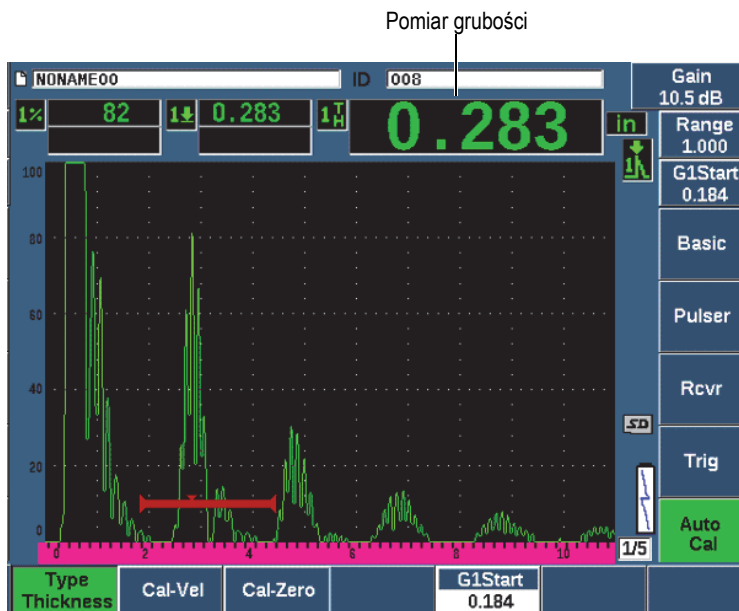 Pomiar grubości
NONAME00 ID 008
Gain
10.5 dB
1% 82 1 0.283 1TH 0.283 in
Range
1.000
G1Start
0.184
Basic
Pulser
Rcvr
Trig
Auto
Cal
SD
1/5
100
80
60
40
20
0
0 2 4 6 8 10
Type
Thickness
Cal-Vel
Cal-Zero
G1Start
0.184